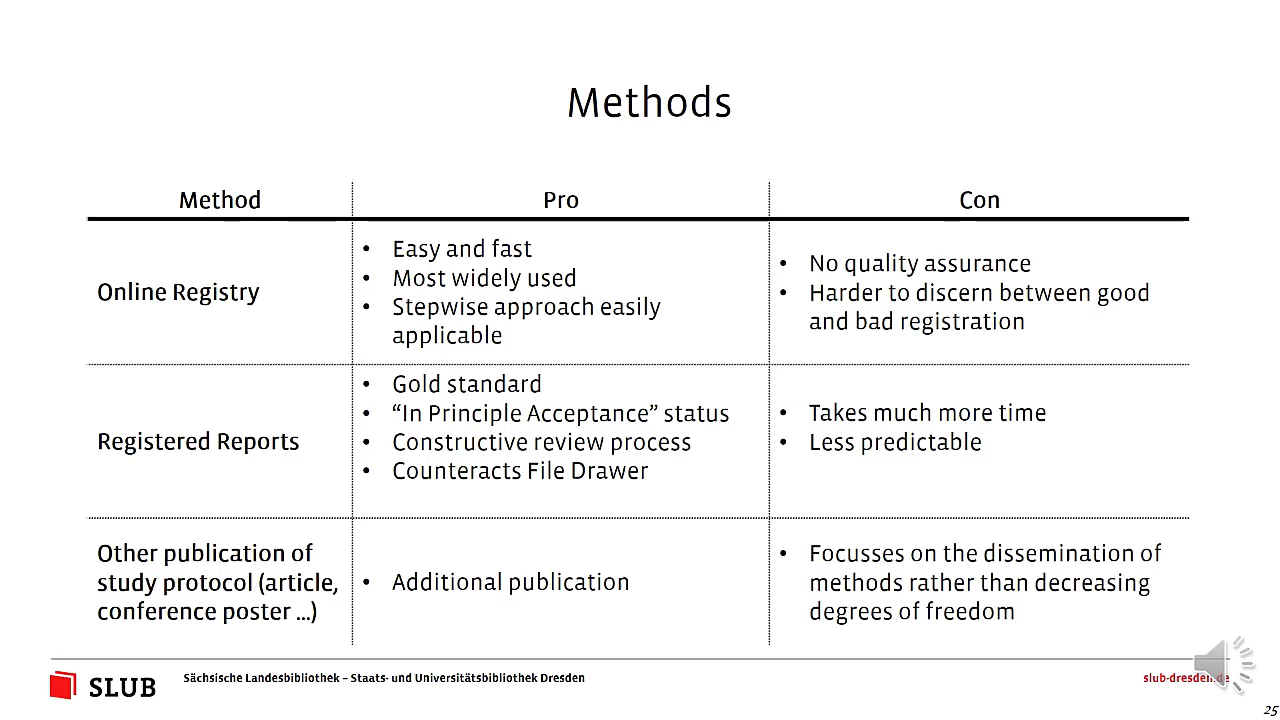 Methods
Method Pro Con
Online Registry
• Easy and fast
• Most widely used
• Stepwise approach easily
applicable
• No quality assurance
• Harder to discern between good
and bad registration
Registered Reports
• Gold standard
• “In Principle Acceptance” status
• Constructive review process
• Counteracts File Drawer
• Takes much more time
• Less predictable
Other publication of
study protocol (article,
conference poster ...)
• Additional publication
• Focusses on the dissemination of
methods rather than decreasing
degrees of freedom
SLUB
Sächsische Landesbibliothek – Staats- und Universitätsbibliothek Dresden
slub-dresden.de
25